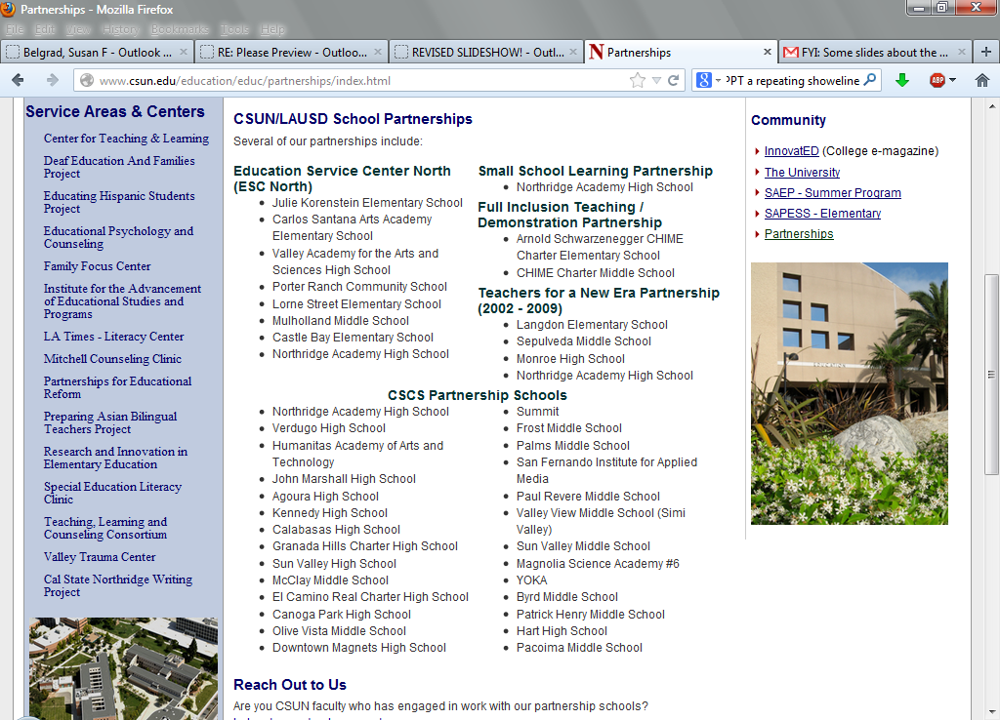 Partnerships - Mozilla Firefox
File Edit View History Bookmarks Tools Help
Belgrad, Susan F - Outlook ...
RE: Please Preview - Outloo...
REVISED SLIDESHOW! - Outl...
N Partnerships
FYI: Some slides about the ...
www.csun.edu/education/educ/partnerships/index.html
PT a repeating showeline
ABP
Service Areas & Centers
Center for Teaching & Learning
Deaf Education And Families
Project
Educating Hispanic Students
Project
Educational Psychology and
Counseling
Family Focus Center
Institute for the Advancement
of Educational Studies and
Programs
LA Times - Literacy Center
Mitchell Counseling Clinic
Partnerships for Educational
Reform
Preparing Asian Bilingual
Teachers Project
Research and Innovation in
Elementary Education
Special Education Literacy
Clinic
Teaching, Learning and
Counseling Consortium
Valley Trauma Center
Cal State Northridge Writing
Project
CSUN/LAUSD School Partnerships
Several of our partnerships include:
Education Service Center North
(ESC North)
Julie Korenstein Elementary School
Carlos Santana Arts Academy
Elementary School
Valley Academy for the Arts and
Sciences High School
Porter Ranch Community School
Lorne Street Elementary School
Mulholland Middle School
Castle Bay Elementary School
Northridge Academy High School
Small School Learning Partnership
Northridge Academy High School
Full Inclusion Teaching /
Demonstration Partnership
Arnold Schwarzenegger CHIME
Charter Elementary School
CHIME Charter Middle School
Teachers for a New Era Partnership
(2002 - 2009)
Langdon Elementary School
Sepulveda Middle School
Monroe High School
Northridge Academy High School
CSCS Partnership Schools
Northridge Academy High School
Verdugo High School
Humanitas Academy of Arts and
Technology
John Marshall High School
Agoura High School
Kennedy High School
Calabasas High School
Granada Hills Charter High School
Sun Valley High School
McClay Middle School
El Camino Real Charter High School
Canoga Park High School
Olive Vista Middle School
Downtown Magnets High School
Summit
Frost Middle School
Palms Middle School
San Fernando Institute for Applied
Media
Paul Revere Middle School
Valley View Middle School (Simi
Valley)
Sun Valley Middle School
Magnolia Science Academy #6
YOKA
Byrd Middle School
Patrick Henry Middle School
Hart High School
Pacoima Middle School
Reach Out to Us
Are you CSUN faculty who has engaged in work with our partnership schools?
Community
InnovatED (College e-magazine)
The University
SAEP - Summer Program
SAPESS - Elementary
Partnerships